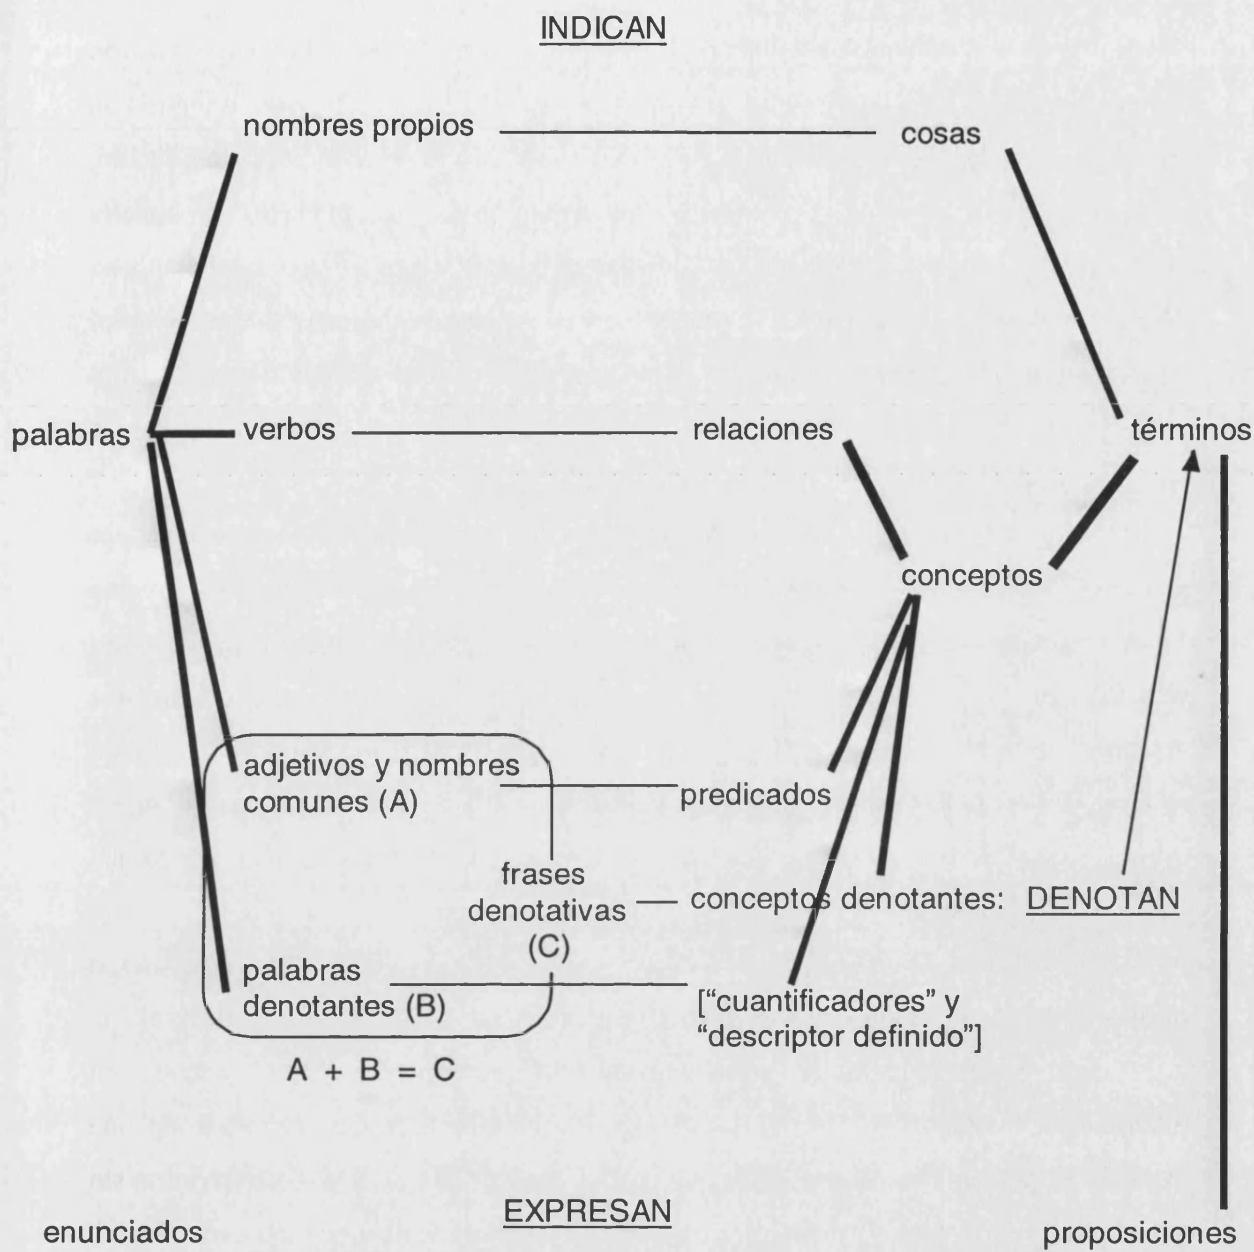 INDICAN
nombres propios
cosas
palabras
verbos
relaciones
términos
conceptos
adjetivos y nombres
comunes (A)
predicados
frases
denotativas
(C)
conceptos denotantes: DENOTAN
palabras
denotantes (B)
["cuantificadores" y
"descriptor definido"]
A + B = C
EXPRESAN
enunciados
proposiciones